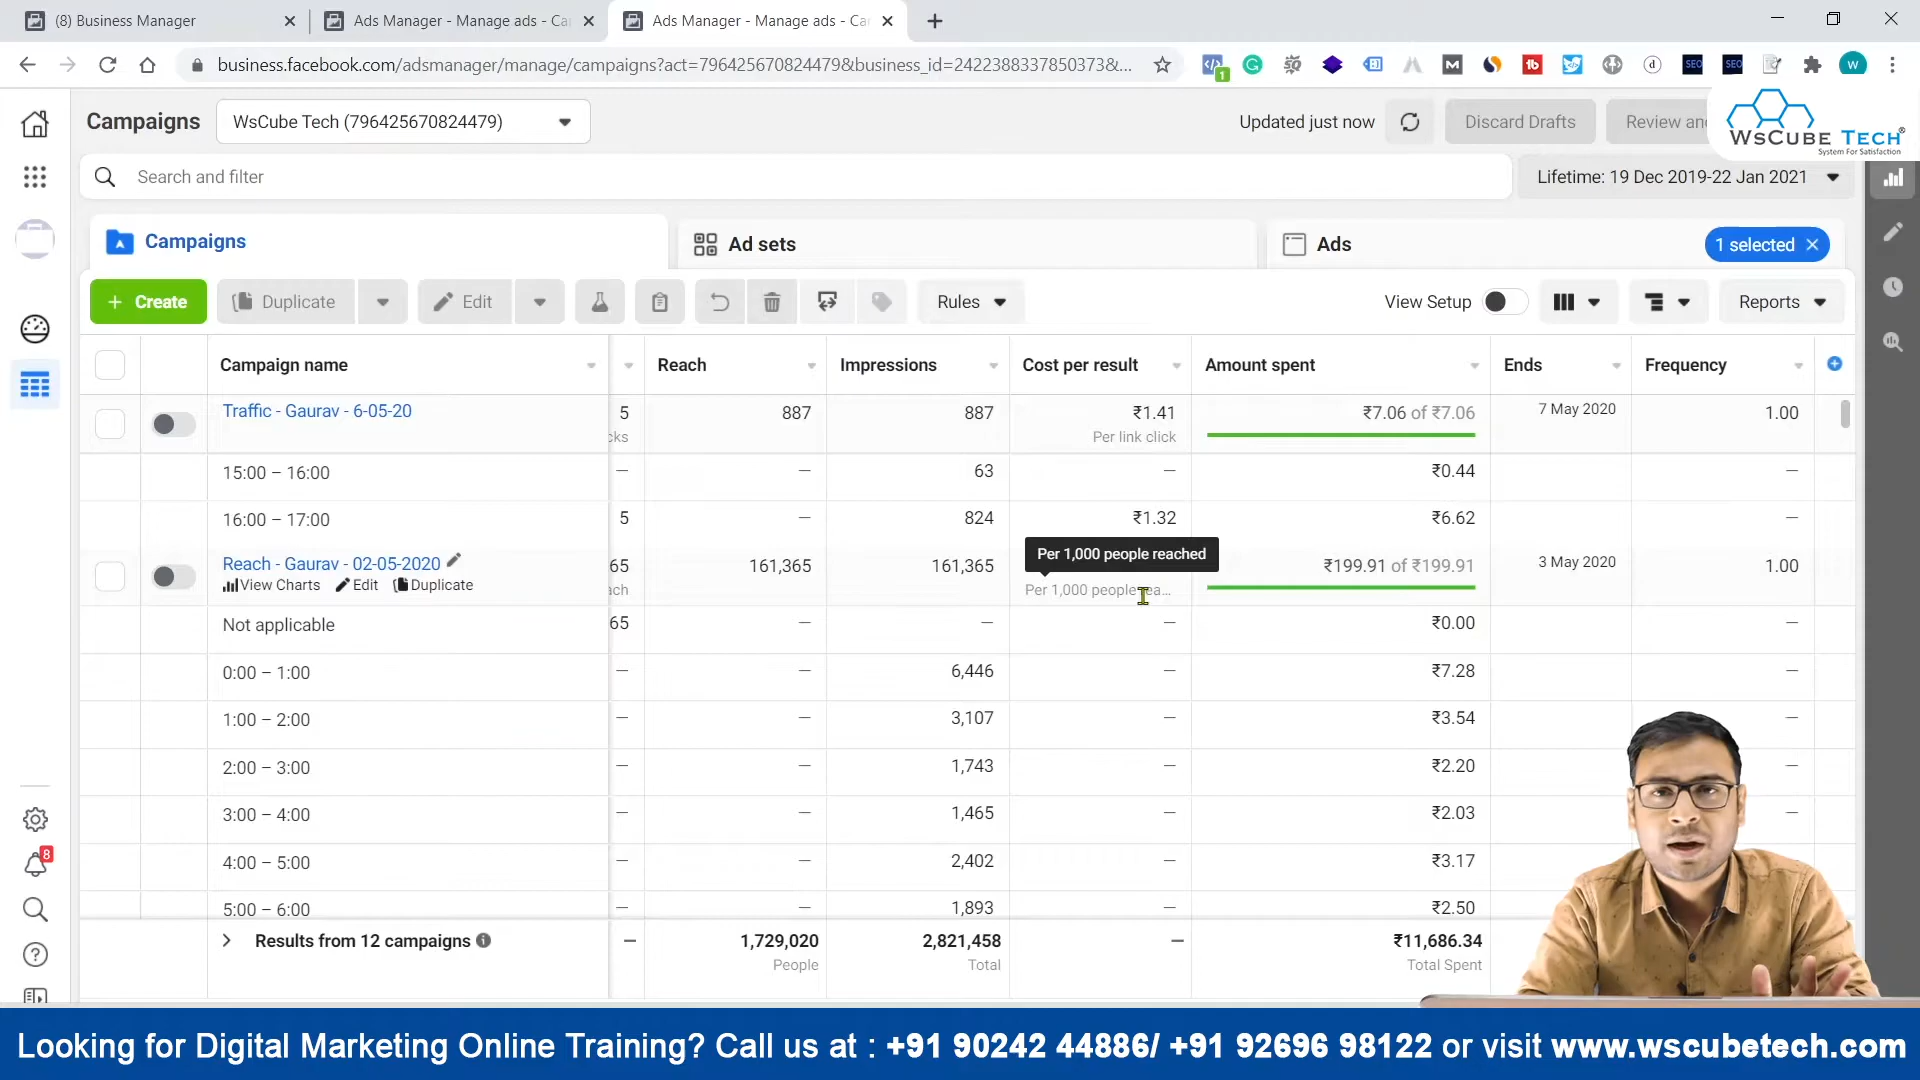 (8) Business Manager
Ads Manager - Manage ads - Ca
Ads Manager - Manage ads - Ca
business.facebook.com/adsmanager/manage/campaigns?act=796425670824479&business_id=2422388337850373&...
Campaigns
WsCube Tech (796425670824479)
Updated just now
Discard Drafts
Review and
WsCube Tech®
System For Satisfaction
Search and filter
Lifetime: 19 Dec 2019-22 Jan 2021
Campaigns
Ad sets
Ads
1 selected
+ Create
Duplicate
Edit
Rules
View Setup
Reports
Campaign name
Reach
Impressions
Cost per result
Amount spent
Ends
Frequency
Traffic - Gaurav - 6-05-20 5 887 887 ₹1.41 ₹7.06 of ₹7.06 7 May 2020 1.00
cks Per link click
15:00 – 16:00 — — 63 — ₹0.44 —
16:00 – 17:00 5 — 824 ₹1.32 ₹6.62 —
Per 1,000 people reached
Reach - Gaurav - 02-05-2020 65 161,365 161,365 ₹199.91 of ₹199.91 3 May 2020 1.00
View Charts Edit Duplicate ach Per 1,000 people rea...
Not applicable 65 — — — ₹0.00 —
0:00 – 1:00 — — 6,446 — ₹7.28 —
1:00 – 2:00 — — 3,107 — ₹3.54 —
2:00 – 3:00 — — 1,743 — ₹2.20 —
3:00 – 4:00 — — 1,465 — ₹2.03 —
4:00 – 5:00 — — 2,402 — ₹3.17
5:00 – 6:00 — — 1,893 — ₹2.50
Results from 12 campaigns — 1,729,020 2,821,458 — ₹11,686.34
People Total Total Spent
8
Looking for Digital Marketing Online Training? Call us at : +91 90242 44886/ +91 92696 98122 or visit www.wscubetech.com